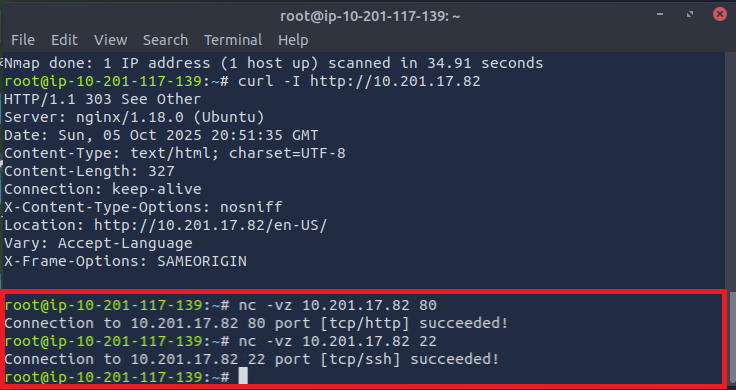 root@ip-10-201-117-139: ~
File Edit View Search Terminal Help
Nmap done: 1 IP address (1 host up) scanned in 34.91 seconds
root@ip-10-201-117-139:~# curl -I http://10.201.17.82
HTTP/1.1 303 See Other
Server: nginx/1.18.0 (Ubuntu)
Date: Sun, 05 Oct 2025 20:51:35 GMT
Content-Type: text/html; charset=UTF-8
Content-Length: 327
Connection: keep-alive
X-Content-Type-Options: nosniff
Location: http://10.201.17.82/en-US/
Vary: Accept-Language
X-Frame-Options: SAMEORIGIN
root@ip-10-201-117-139:~# nc -vz 10.201.17.82 80
Connection to 10.201.17.82 80 port [tcp/http] succeeded!
root@ip-10-201-117-139:~# nc -vz 10.201.17.82 22
Connection to 10.201.17.82 22 port [tcp/ssh] succeeded!
root@ip-10-201-117-139:~#